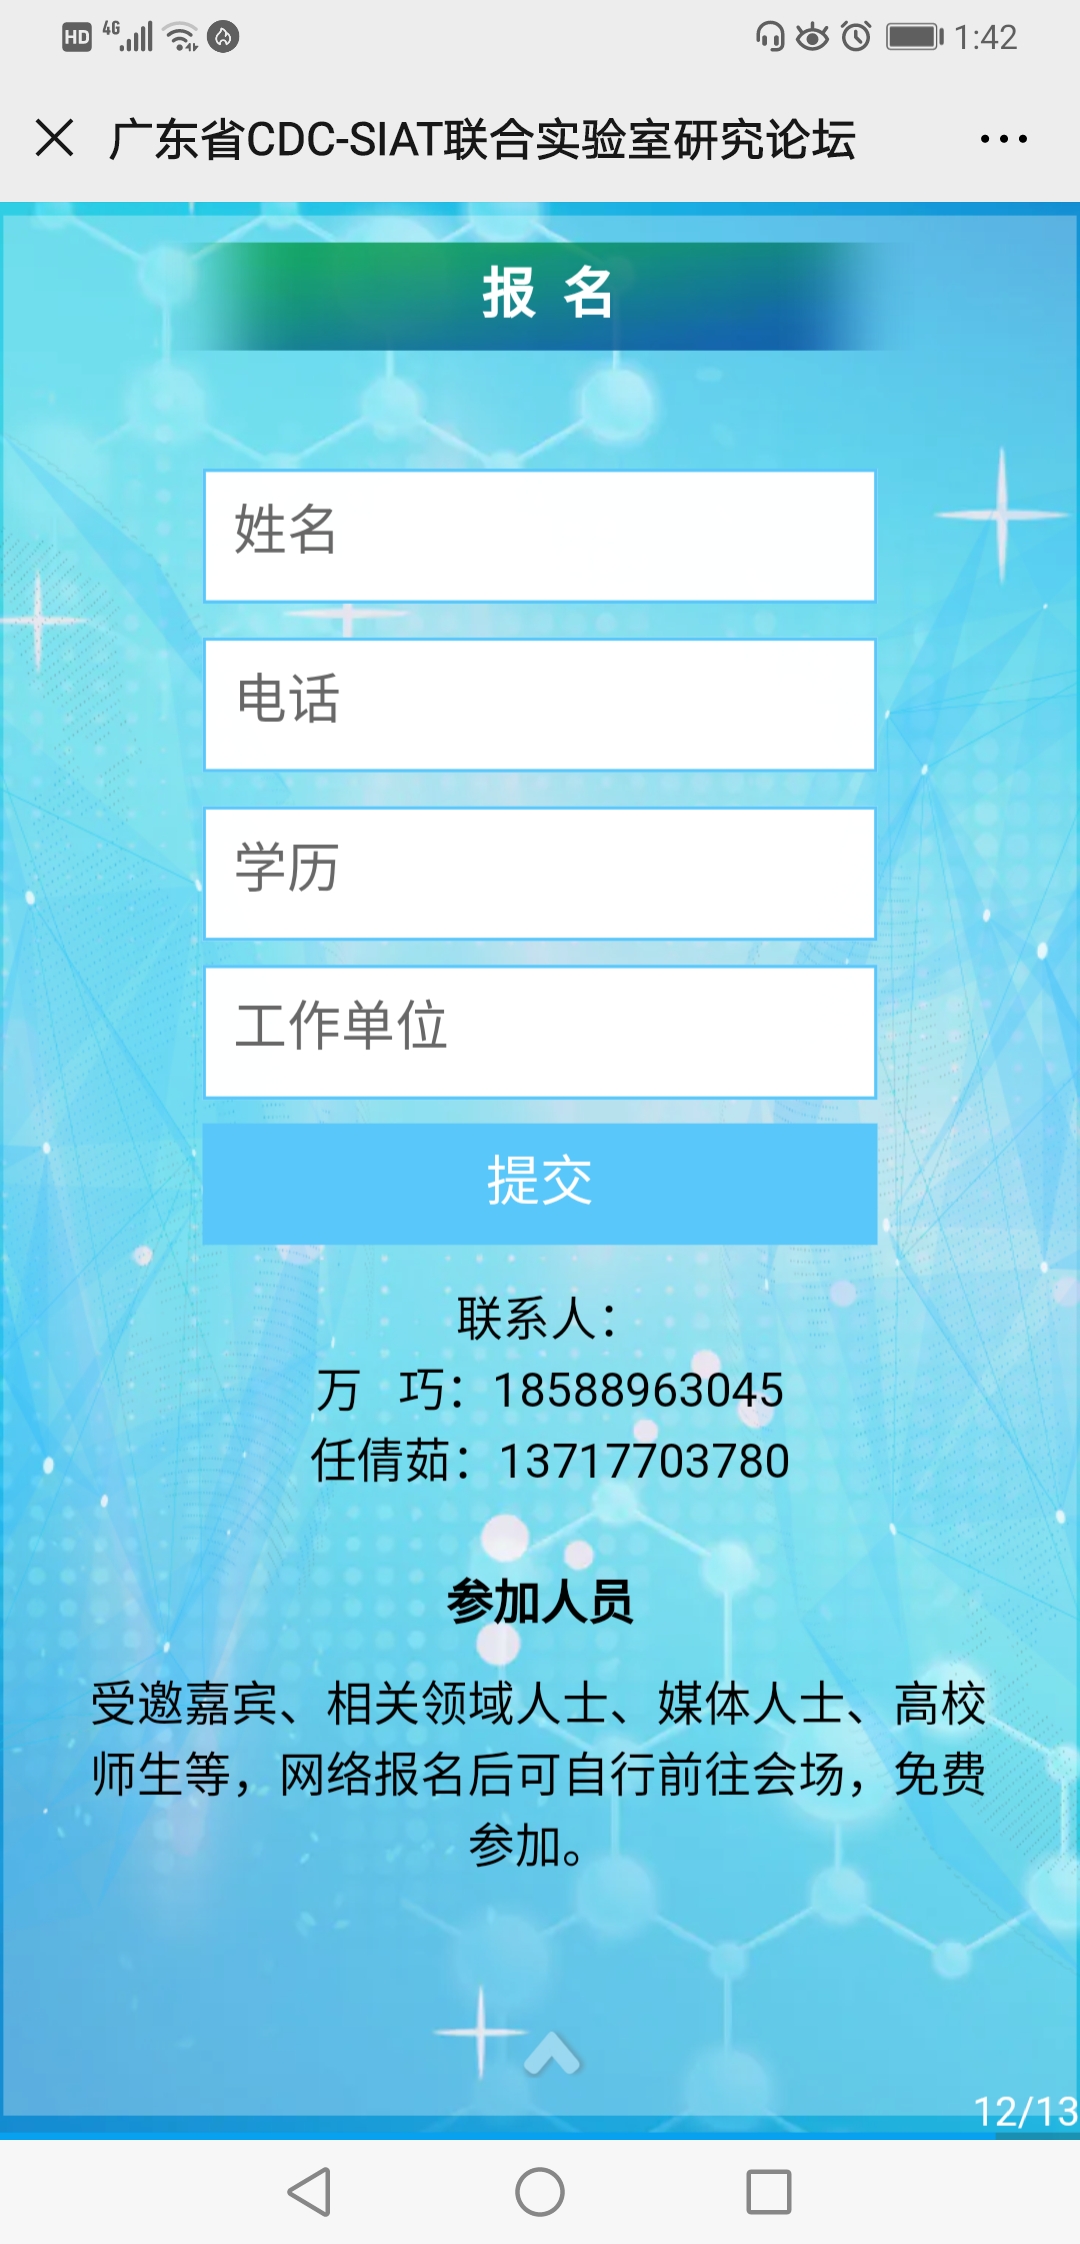 HD 4G 1:42
广东省CDC-SIAT联合实验室研究论坛
报 名
姓名
电话
学历
工作单位
提交
联系人：
万 巧：18588963045
任倩茹：13717703780
参加人员
受邀嘉宾、相关领域人士、媒体人士、高校
师生等，网络报名后可自行前往会场，免费
参加。
12/13